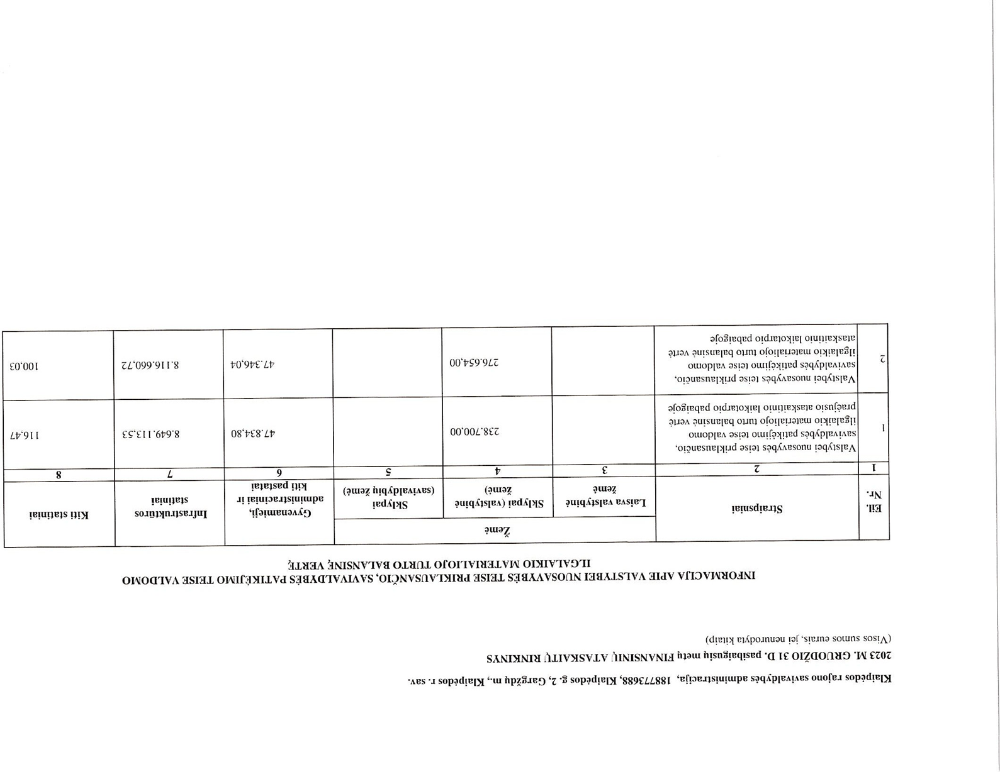 Klaipėdos rajono savivaldybės administracija, 188773688, Klaipėdos g. 2, Gargždų m., Klaipėdos r. sav.
2023 M. GRUODŽIO 31 D. pasibaigusių metų FINANSINIŲ ATASKAITŲ RINKINYS
(Visos sumos eurais, jei nenurodyta kitaip)
INFORMACIJA APIE VALSTYBEI NUOSAVYBĖS TEISE PRIKLAUSANČIO, SAVIVALDYBĖS PATIKĖJIMO TEISE VALDOMO
ILGALAIKIO MATERIALIOJO TURTO BALANSINĘ VERTĘ
Eil.
Nr.
Straipsniai
Žemė
Laisva valstybinė
žemė
Sklypai (valstybinė
žemė)
Sklypai
(savivaldybių žemė)
Gyvenamieji,
administraciniai ir
kiti pastatai
Infrastruktūros
statiniai
Kiti statiniai
1 2 3 4 5 6 7 8
1
Valstybei nuosavybės teise priklausančio,
savivaldybės patikėjimo teise valdomo
ilgalaikio materialiojo turto balansinė vertė
praėjusio ataskaitinio laikotarpio pabaigoje
238.700,00 47.834,80 8.649.113,53 116,47
2
Valstybei nuosavybės teise priklausančio,
savivaldybės patikėjimo teise valdomo
ilgalaikio materialiojo turto balansinė vertė
ataskaitinio laikotarpio pabaigoje
276.654,00 47.346,04 8.116.660,72 100,03